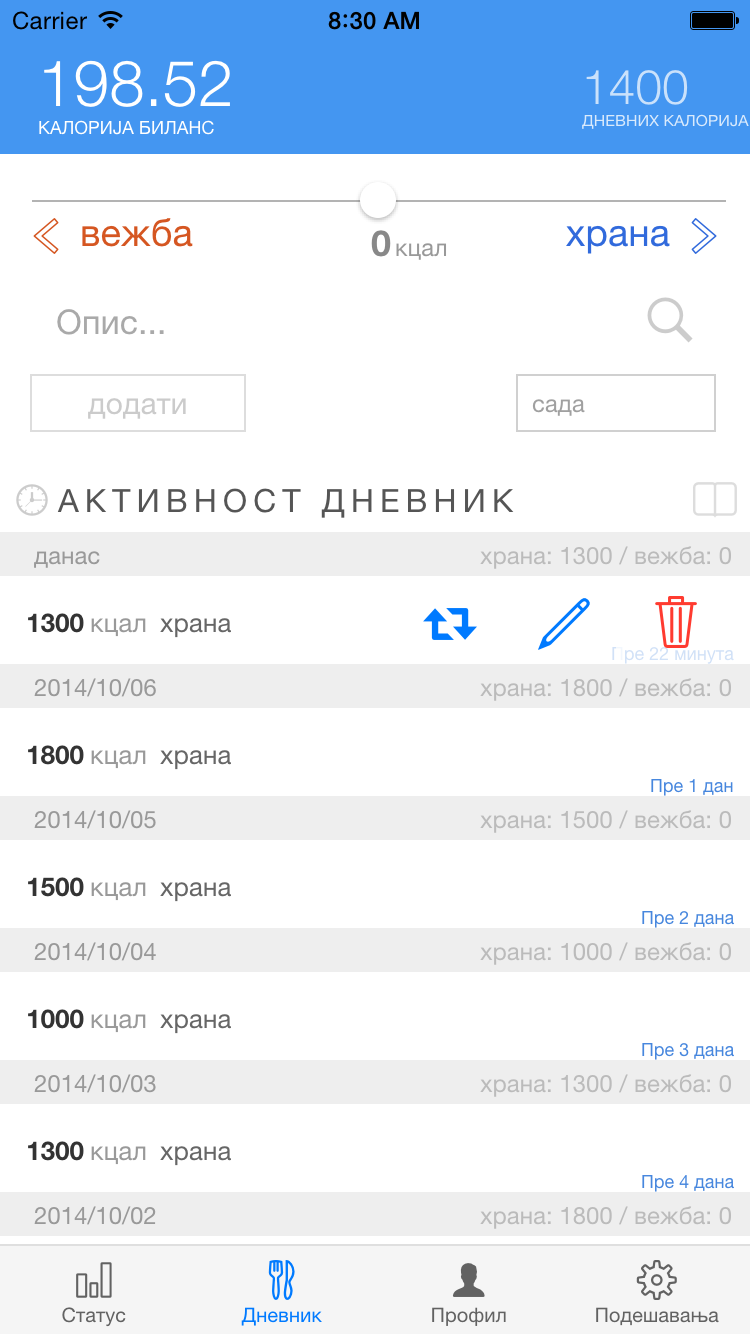 Carrier 8:30 AM
198.52 1400
КАЛОРИЈА БИЛАНС ДНЕВНИХ КАЛОРИЈА
вежба 0 кцал храна
Опис...
додати сада
АКТИВНОСТ ДНЕВНИК
данас храна: 1300 / вежба: 0
1300 кцал храна
Пре 22 минута
2014/10/06 храна: 1800 / вежба: 0
1800 кцал храна
Пре 1 дан
2014/10/05 храна: 1500 / вежба: 0
1500 кцал храна
Пре 2 дана
2014/10/04 храна: 1000 / вежба: 0
1000 кцал храна
Пре 3 дана
2014/10/03 храна: 1300 / вежба: 0
1300 кцал храна
Пре 4 дана
2014/10/02 храна: 1800 / вежба: 0
Статус Дневник Профил Подешавања